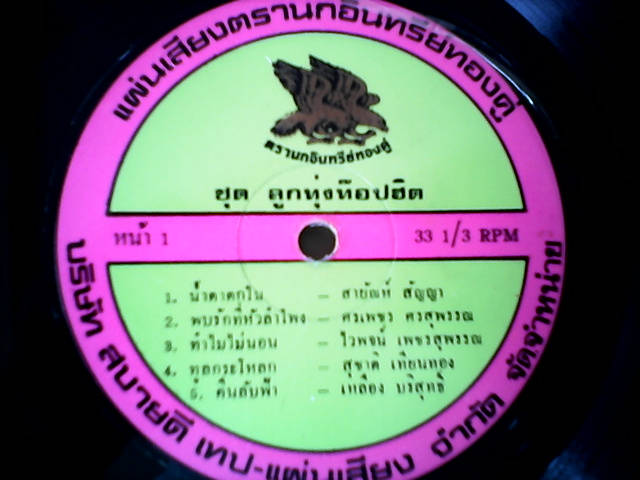 แผ่นเสียงตรานกอินทรีย์ทองคู่
ตรานกอินทรีย์ทองคู่
ชุด ลูกทุ่งท๊อปฮิต
หน้า 1
33 1/3 RPM
1. น้ำตาตกใน – สายัณห์ สัญญา
2. พบรักที่หัวลำโพง – ศรเพชร ศรสุพรรณ
3. ทำไมไม่นอน – ไวพจน์ เพชรสุพรรณ
4. ทูลกระโหลก – สุชาติ เทียนทอง
5. คืนลับฟ้า – เหลือง บริสุทธิ์
บริษัท สบายดี เทป-แผ่นเสียง จำกัด จัดจำหน่าย